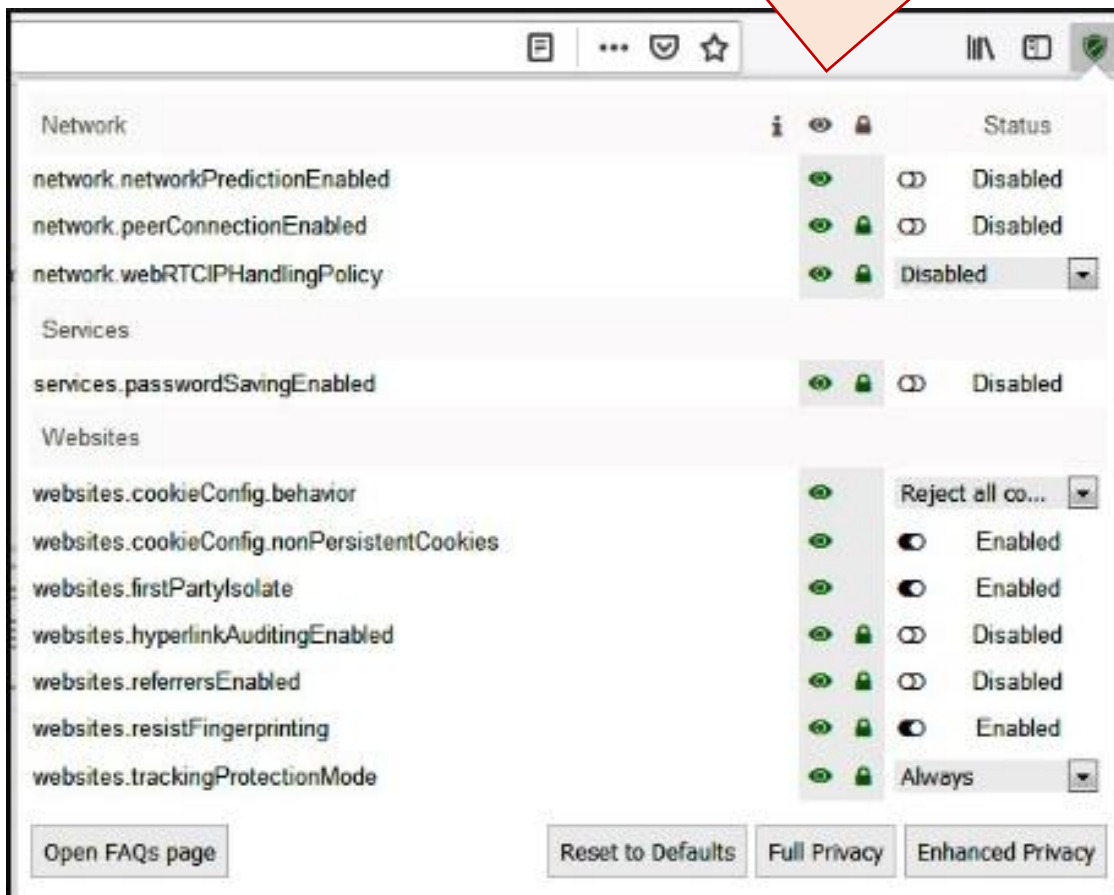 Network Status
network.networkPredictionEnabled Disabled
network.peerConnectionEnabled Disabled
network.webRTCIPHandlingPolicy Disabled
Services
services.passwordSavingEnabled Disabled
Websites
websites.cookieConfig.behavior Reject all co...
websites.cookieConfig.nonPersistentCookies Enabled
websites.firstPartyIsolate Enabled
websites.hyperlinkAuditingEnabled Disabled
websites.referrersEnabled Disabled
websites.resistFingerprinting Enabled
websites.trackingProtectionMode Always
Open FAQs page Reset to Defaults Full Privacy Enhanced Privacy